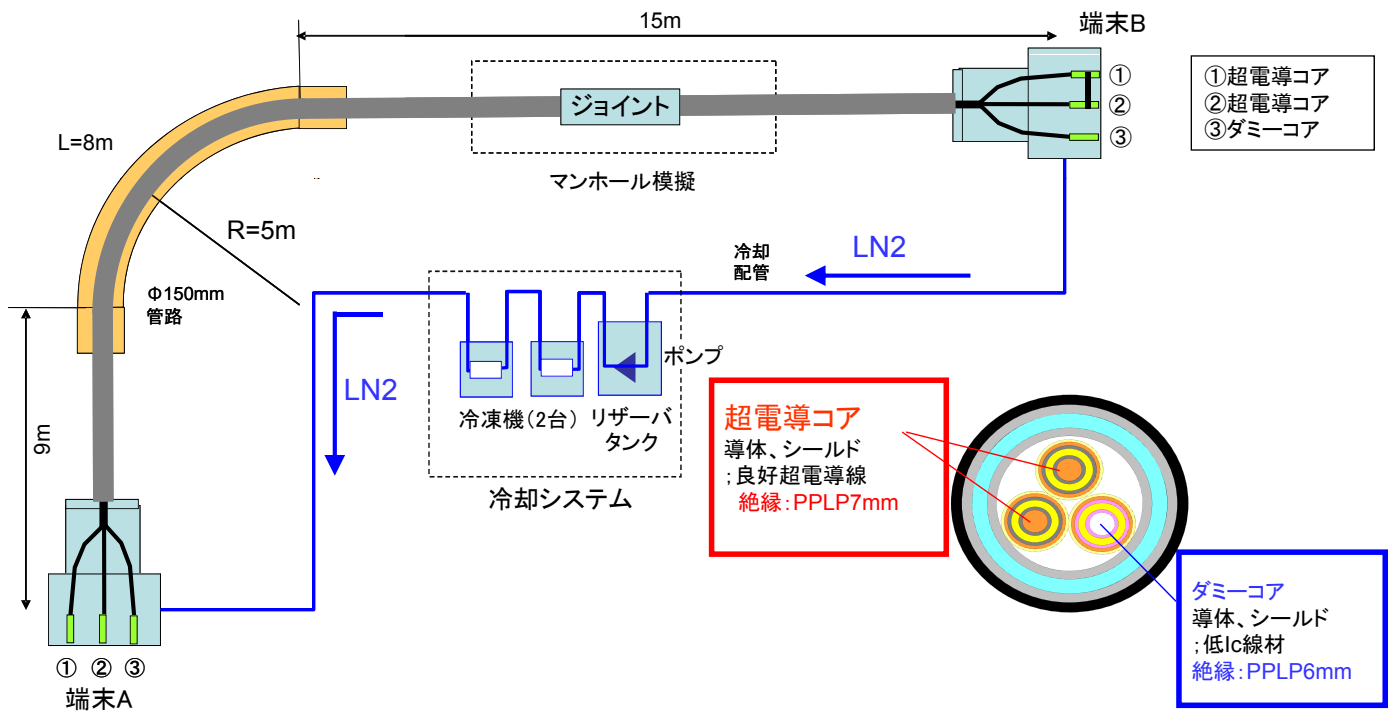 15m
端末B
①
②
③
①超電導コア
②超電導コア
③ダミーコア
ジョイント
マンホール模擬
L=8m
R=5m
Φ150mm
管路
9m
冷却
配管
LN2
LN2
ポンプ
冷凍機(2台)
リザーバ
タンク
冷却システム
超電導コア
導体、シールド
;良好超電導線
絶縁:PPLP7mm
ダミーコア
導体、シールド
;低Ic線材
絶縁:PPLP6mm
① ② ③
端末A